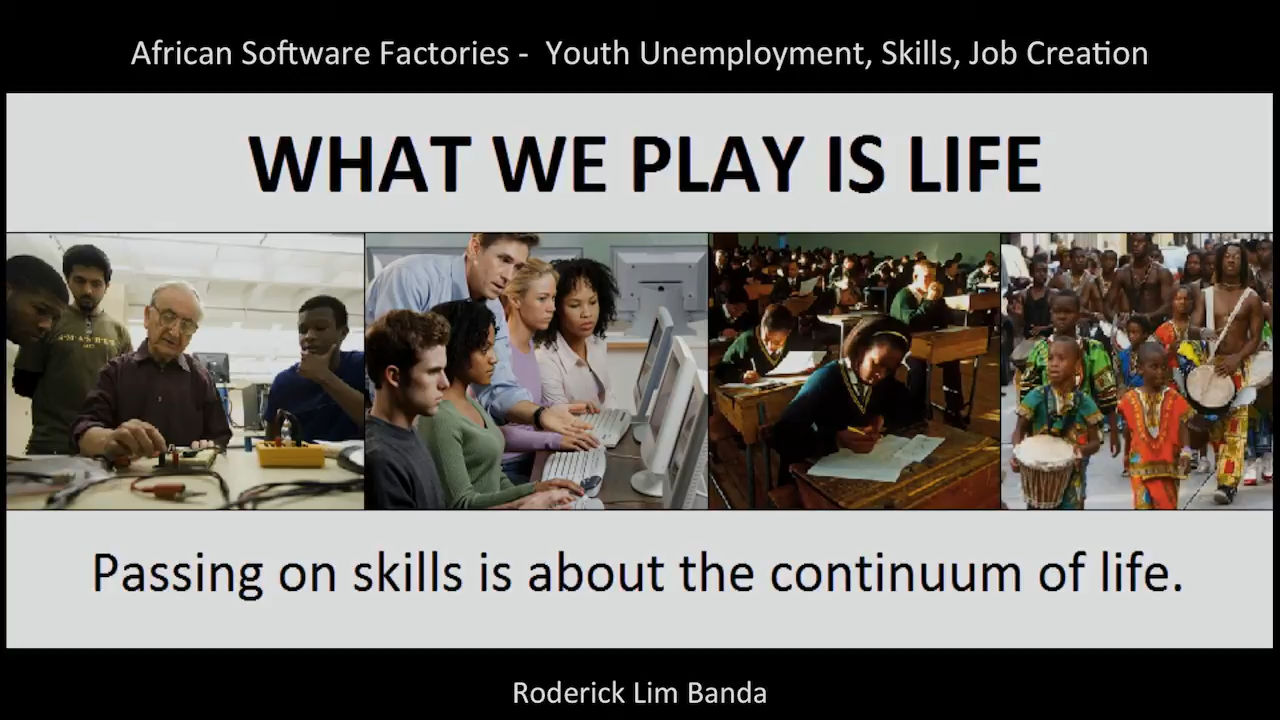 African Software Factories - Youth Unemployment, Skills, Job Creation
WHAT WE PLAY IS LIFE
Passing on skills is about the continuum of life.
Roderick Lim Banda